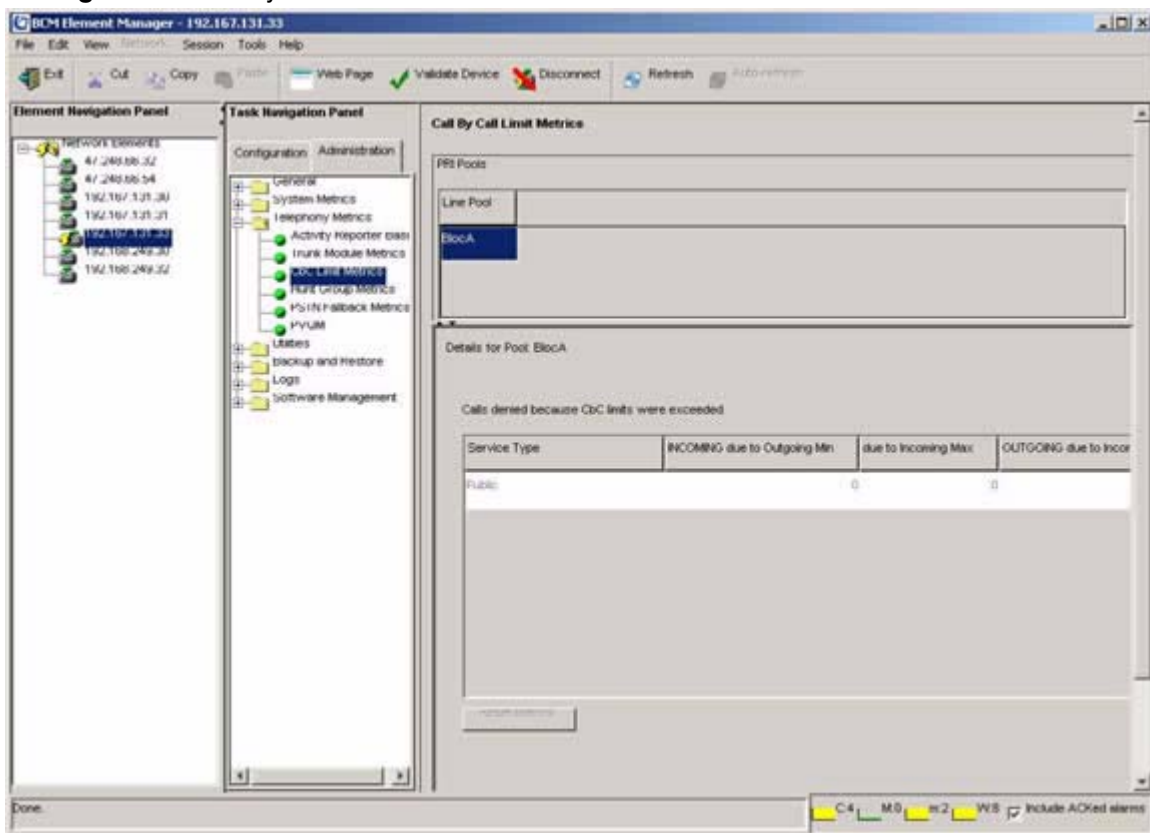 BCM Element Manager - 192.167.131.33
File Edit View Network Session Tools Help
Exit Cut Copy Paste Web Page Validate Device Disconnect Refresh Auto-refresh
Element Navigation Panel
Network Elements
47.248.66.32
47.248.66.54
192.167.131.30
192.167.131.31
192.167.131.33
192.168.249.30
192.168.249.32
Task Navigation Panel
Configuration Administration
General
System Metrics
Telephony Metrics
Activity Reporter Basi
Trunk Module Metrics
CbC Limit Metrics
Hunt Group Metrics
PSTN Fallback Metrics
PVQM
Utilities
Backup and Restore
Logs
Software Management
Call By Call Limit Metrics
PRI Pools
Line Pool
BlocA
Details for Pool: BlocA
Calls denied because CbC limits were exceeded
Service Type INCOMING due to Outgoing Min due to Incoming Max OUTGOING due to Incor
Public 0 0
Done.
C:4 M:0 m:2 W:8 Include ACKed alarms